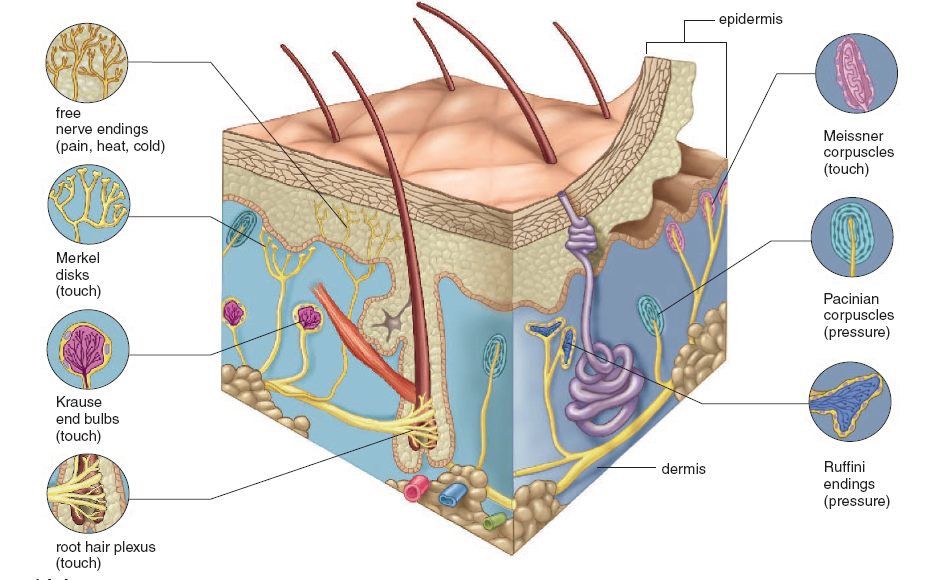 epidermis
free
nerve endings
(pain, heat, cold)
Merkel
disks
(touch)
Krause
end bulbs
(touch)
root hair plexus
(touch)
Meissner
corpuscles
(touch)
Pacinian
corpuscles
(pressure)
Ruffini
endings
(pressure)
dermis